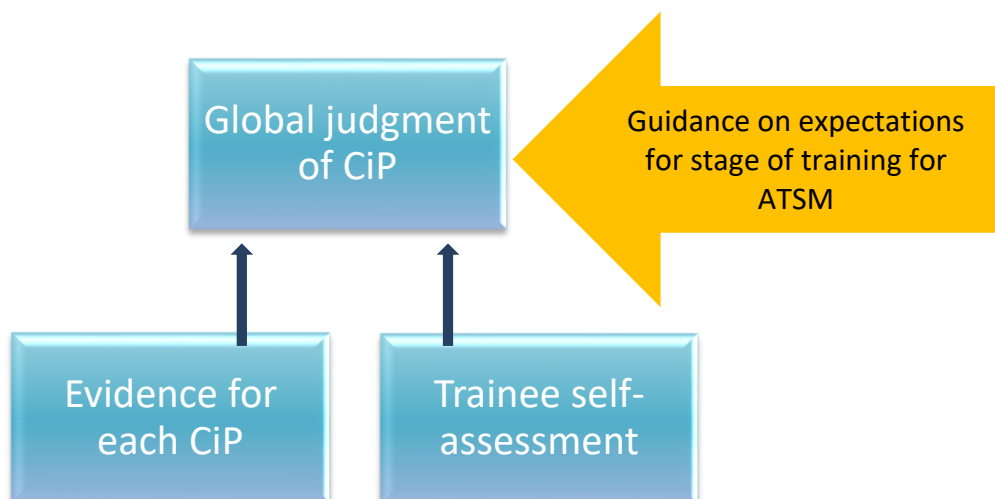 Global judgment
of CiP
Guidance on expectations
for stage of training for
ATSM
Evidence for
each CiP
Trainee self-
assessment